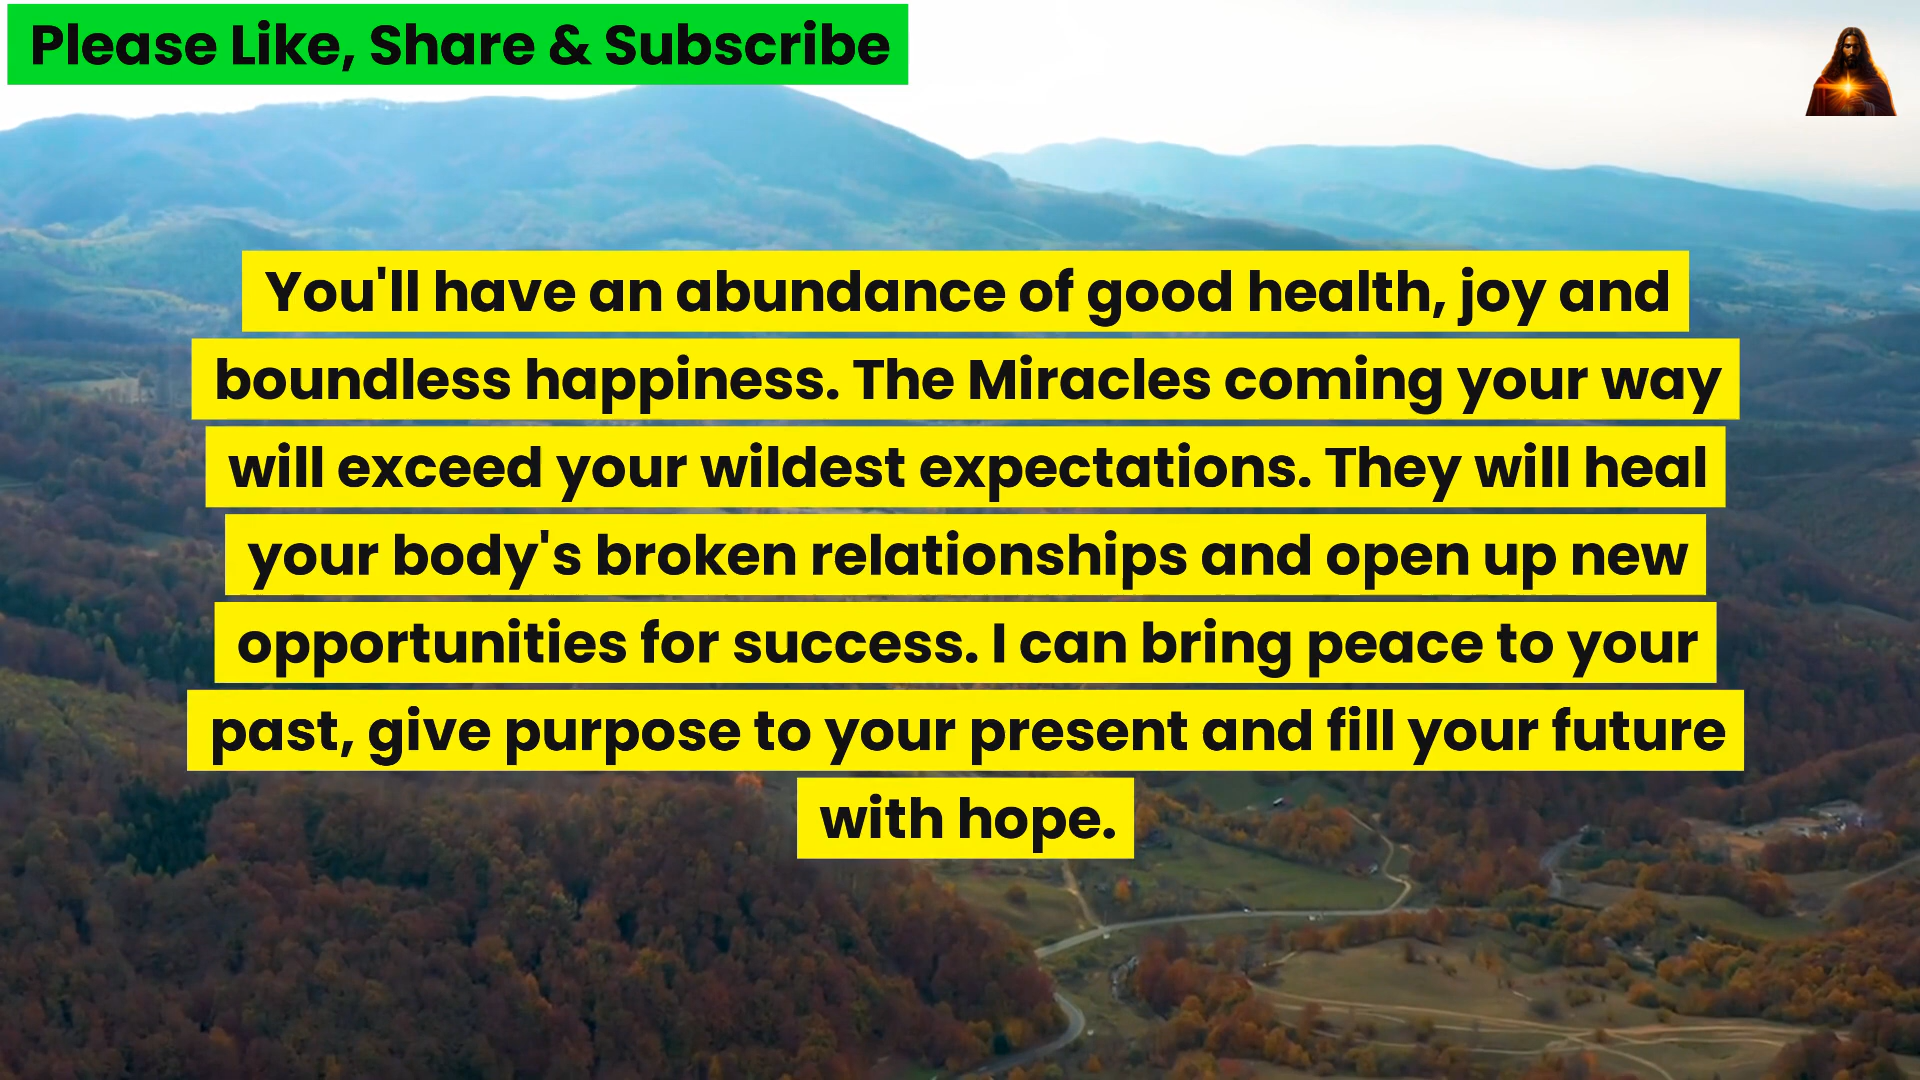 Please Like, Share & Subscribe
You'll have an abundance of good health, joy and
boundless happiness. The Miracles coming your way
will exceed your wildest expectations. They will heal
your body's broken relationships and open up new
opportunities for success. I can bring peace to your
past, give purpose to your present and fill your future
with hope.